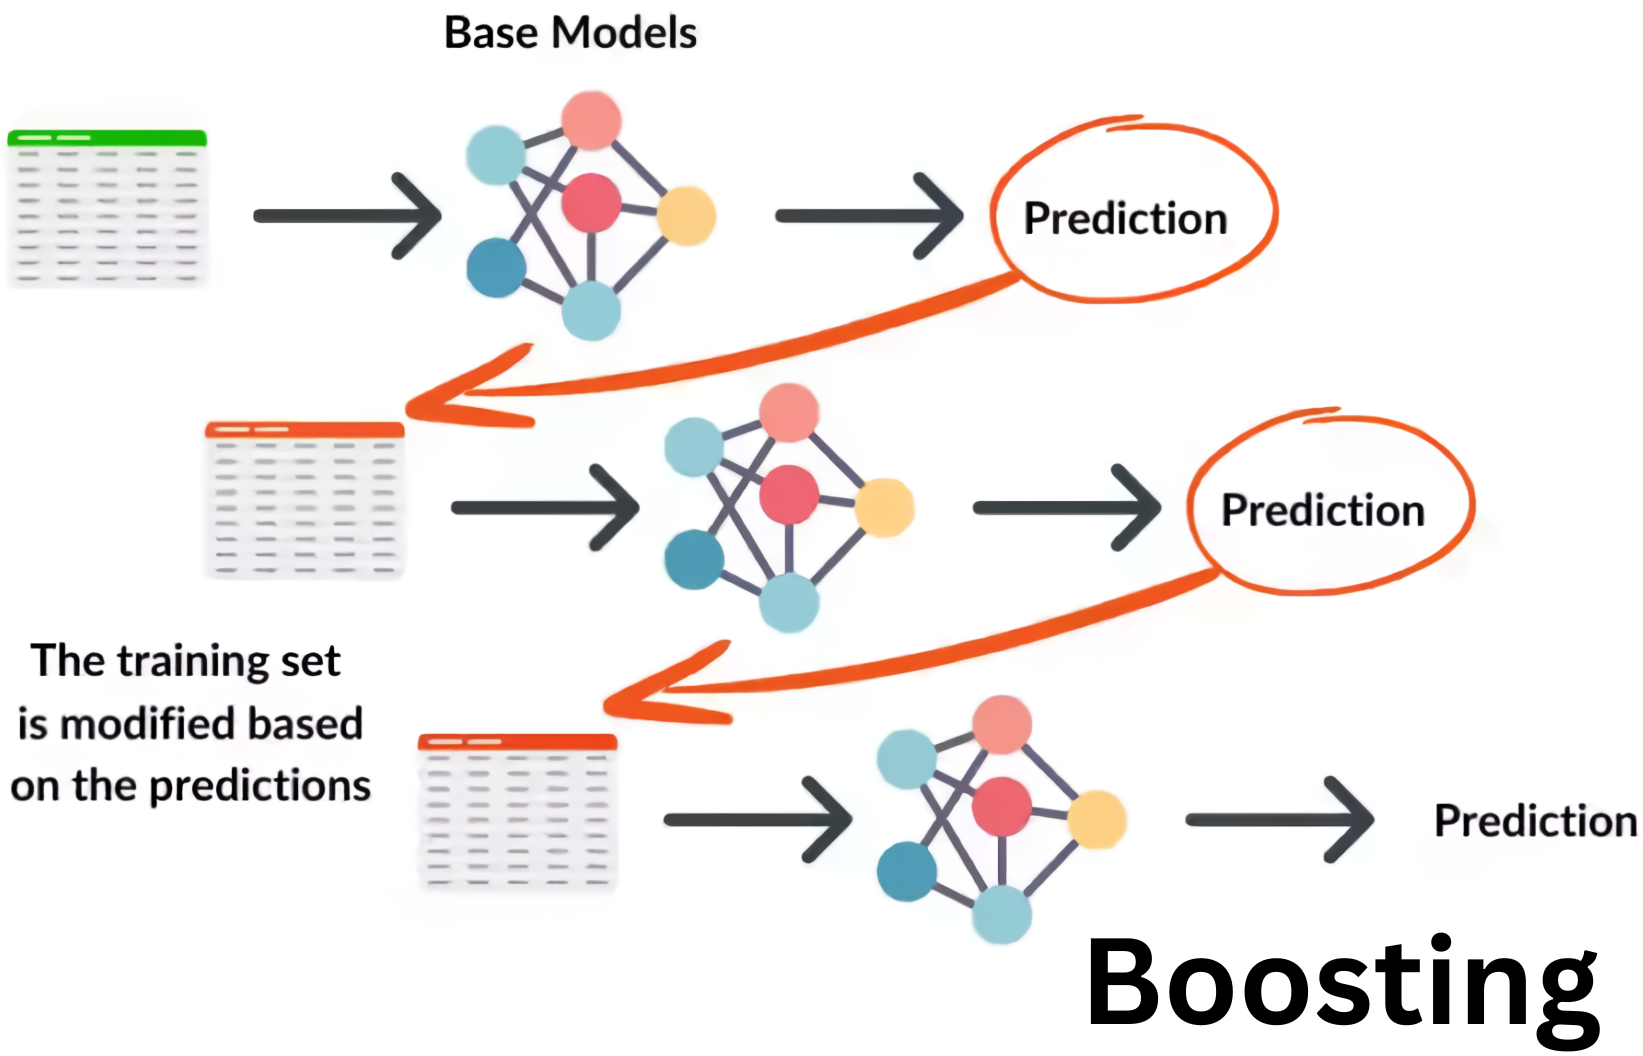 Base Models
Prediction
Prediction
The training set
is modified based
on the predictions
Prediction
Boosting